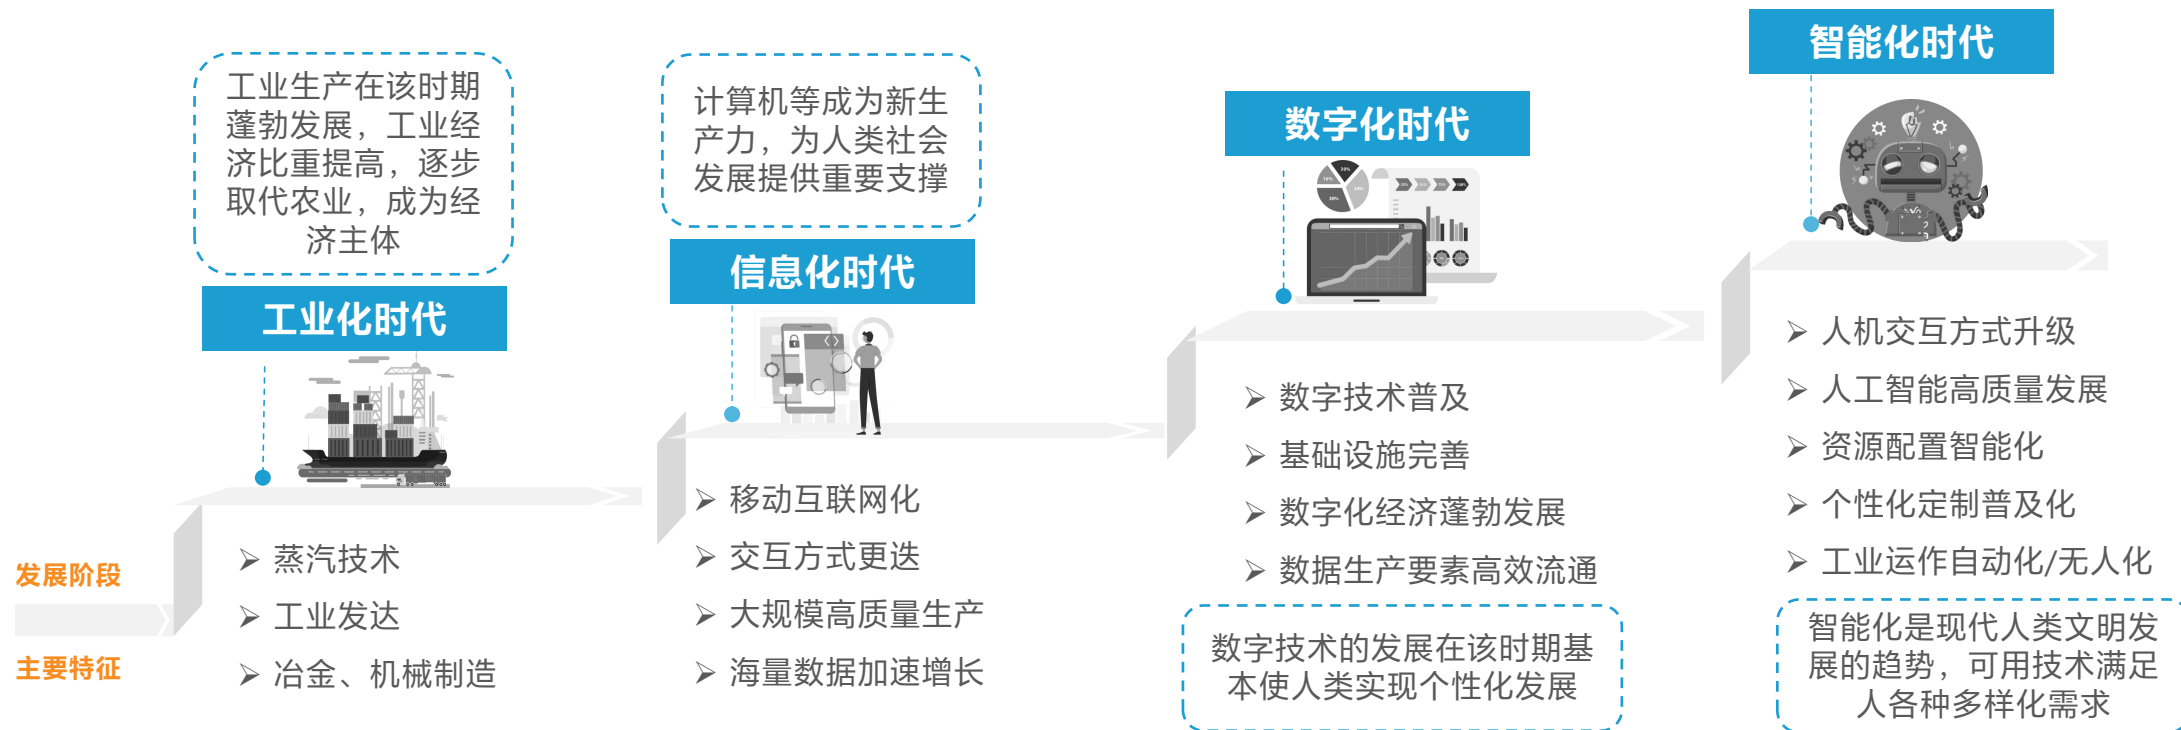 工业生产在该时期
蓬勃发展，工业经
济比重提高，逐步
取代农业，成为经
济主体
工业化时代
蒸汽技术
工业发达
冶金、机械制造
计算机等成为新生
产力，为人类社会
发展提供重要支撑
信息化时代
移动互联网化
交互方式更迭
大规模高质量生产
海量数据加速增长
数字化时代
数字技术普及
基础设施完善
数字化经济蓬勃发展
数据生产要素高效流通
数字技术的发展在该时期基
本使人类实现个性化发展
智能化时代
人机交互方式升级
人工智能高质量发展
资源配置智能化
个性化定制普及化
工业运作自动化/无人化
智能化是现代人类文明发
展的趋势，可用技术满足
人各种多样化需求
发展阶段
主要特征